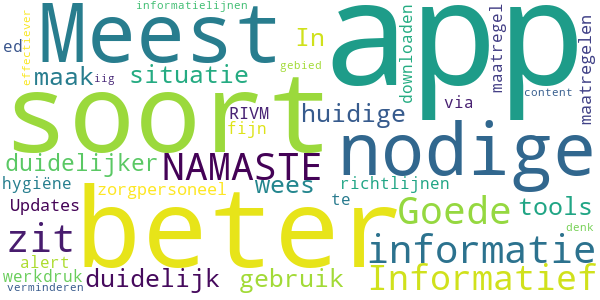 informatielijnen
ed effectiever Meest In gebied app downloaden maatregel maatregelen
maak iig situatie via content
soort RIVM huidige nodige
fijn
duidelijker NAMASTE
hygiëne zorgpersoneel wees richtlijnen
Updates beter te Goede tools
zit denk
alert informatie
werkdruk duidelijk gebruik Informatief
verminderen